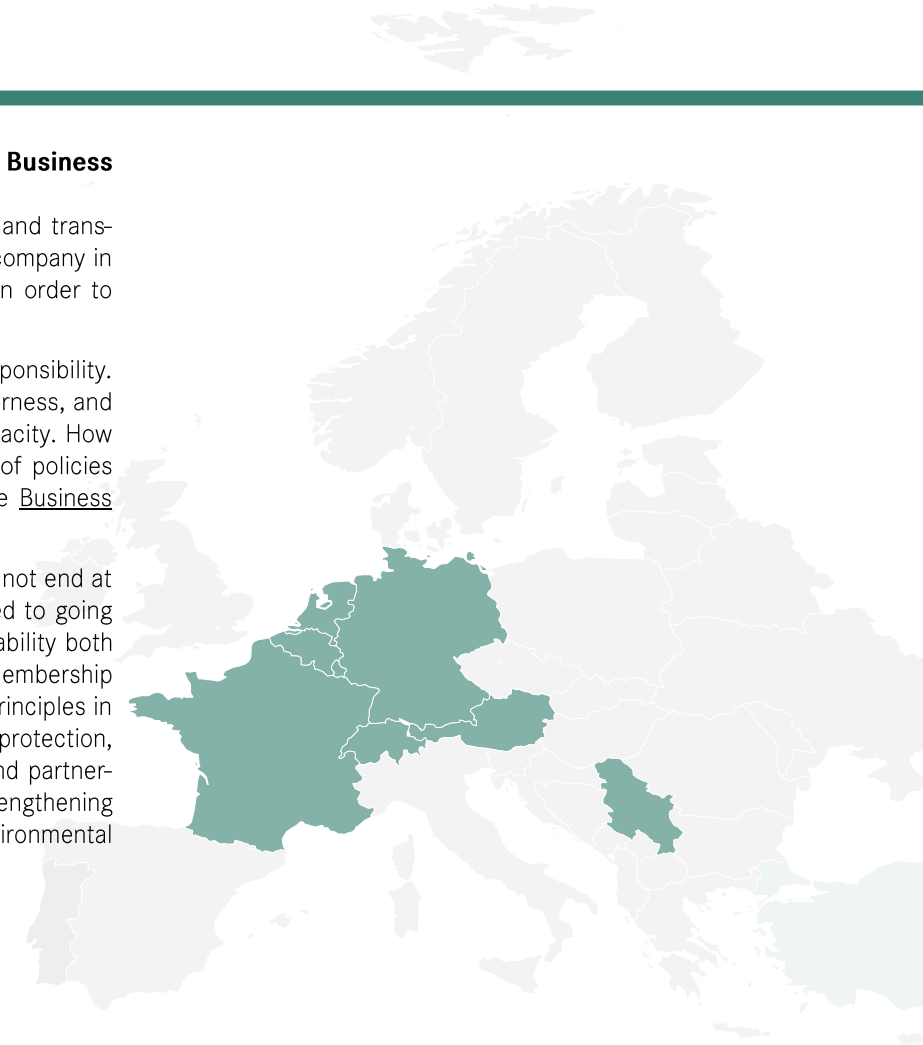 Business
and trans-
company in
n order to
ponsibility.
rness, and
acity. How
of policies
e Business
not end at
ed to going
ability both
embership
rinciples in
protection,
nd partner-
engthening
ironmental